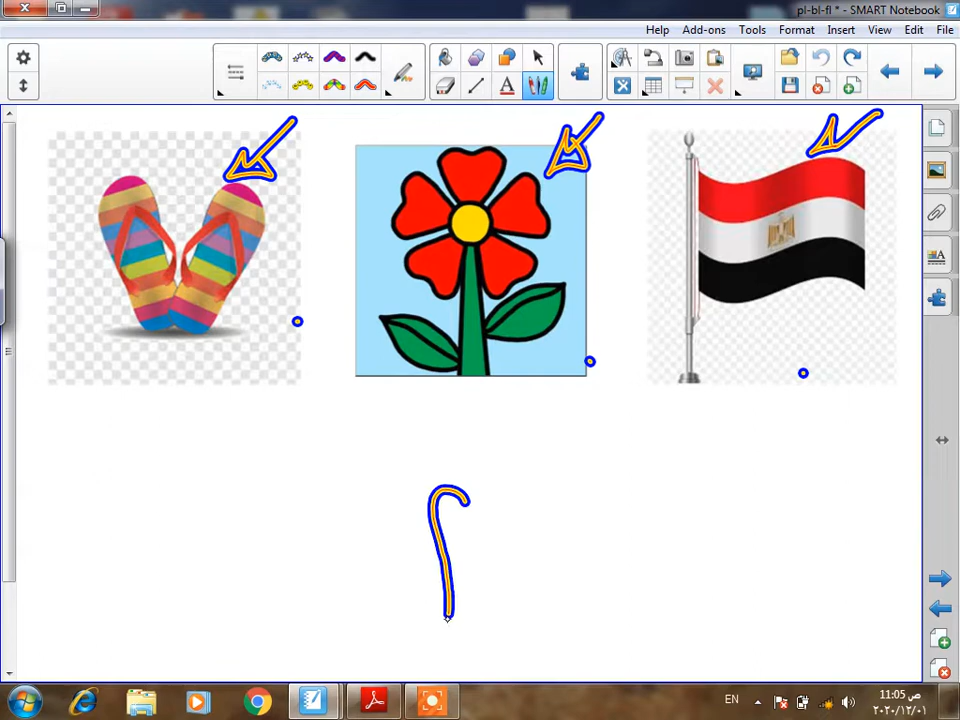 pl-bl-fl * - SMART Notebook
Help Add-ons Tools Format Insert View Edit File
EN
11:05 ص
٢٠٢٠/١٢/٠١